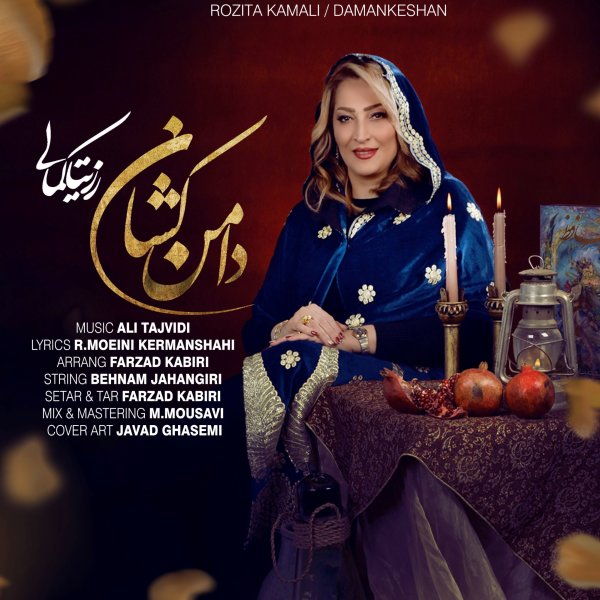 ROZITA KAMALI / DAMANKESHAN
رزیتا کمالی
دامن کشان
MUSIC ALI TAJVIDI
LYRICS R.MOEINI KERMANSHAHI
ARRANG FARZAD KABIRI
STRING BEHNAM JAHANGIRI
SETAR & TAR FARZAD KABIRI
MIX & MASTERING M.MOUSAVI
COVER ART JAVAD GHASEMI